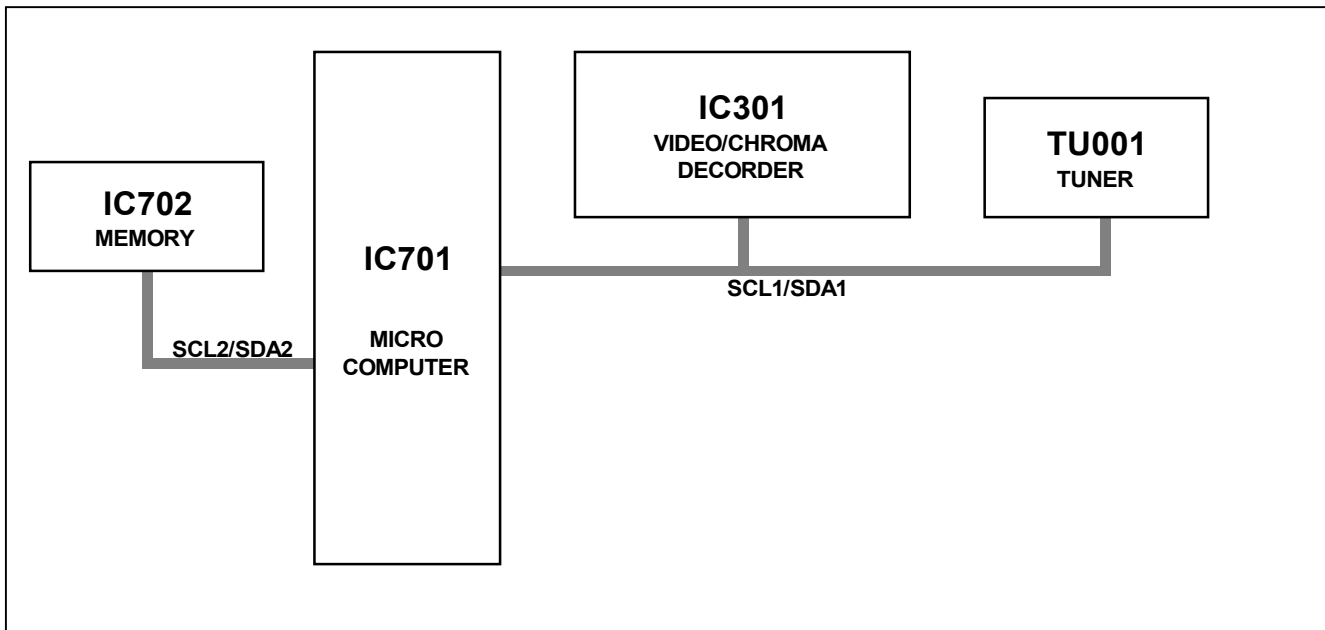 IC702
MEMORY
SCL2/SDA2
IC701
MICRO
COMPUTER
IC301
VIDEO/CHROMA
DECORDER
SCL1/SDA1
TU001
TUNER